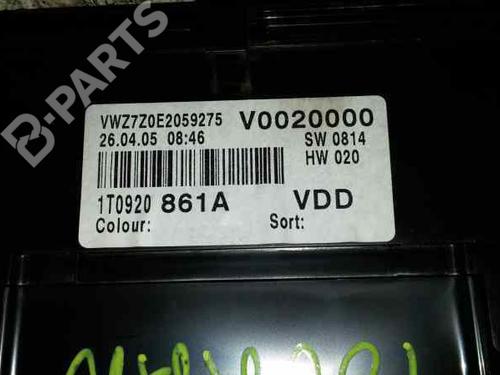 B-PARTS
VWZ7Z0E2059275 V0020000
26.04.05 08:46 SW 0814
HW 020
1T0920 861A VDD
Colour: Sort: